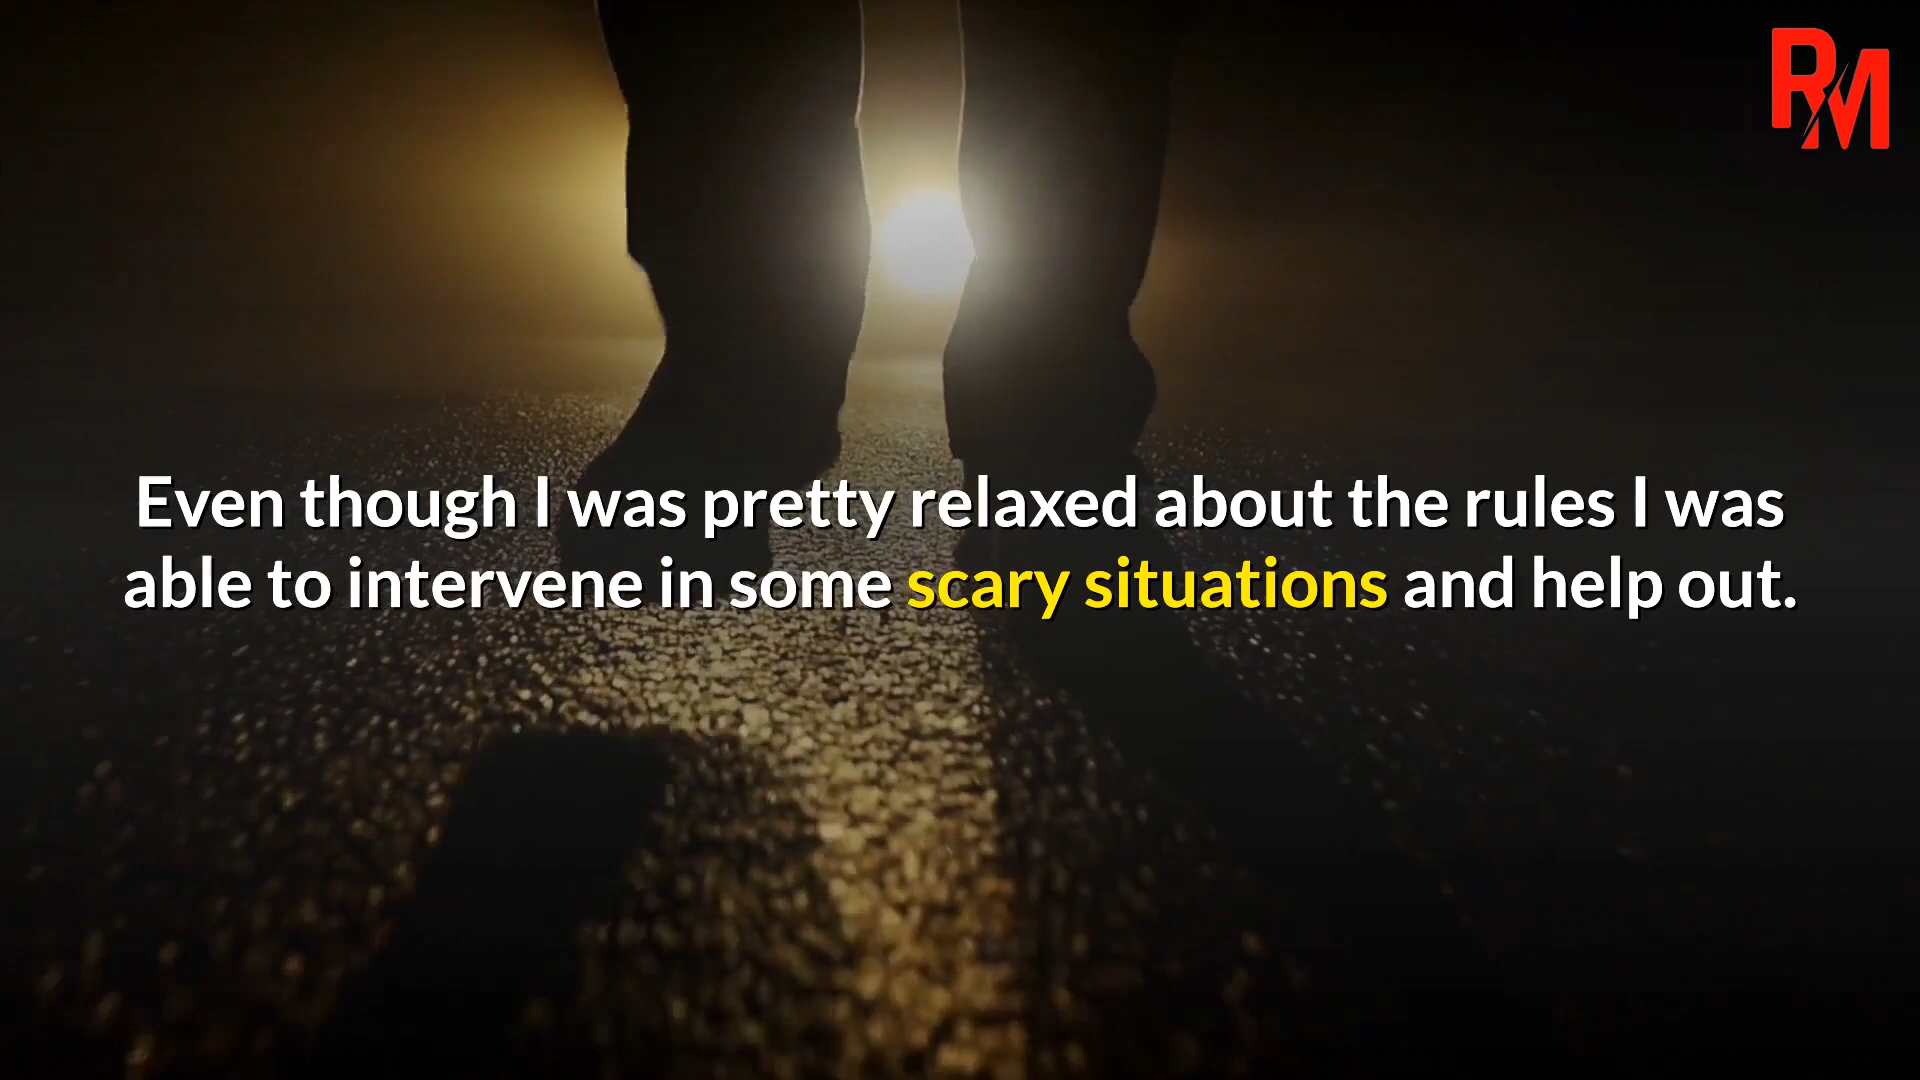 RM
Even though I was pretty relaxed about the rules I was
able to intervene in some scary situations and help out.